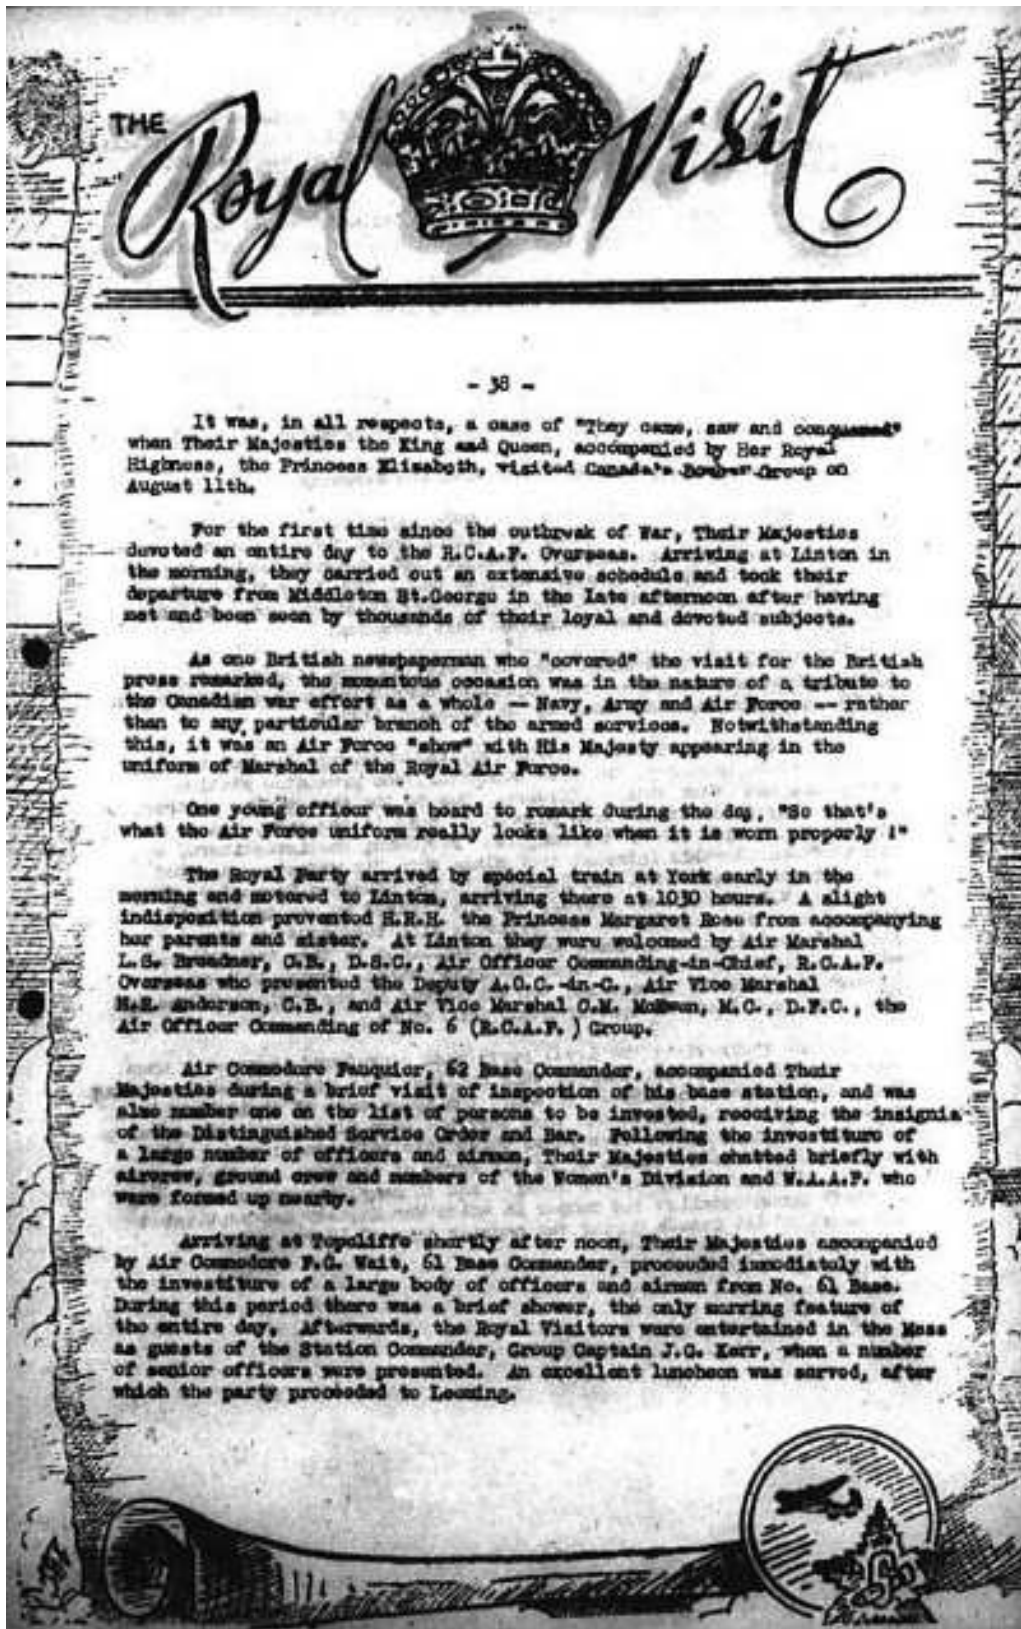 THE Royal Visit
- 38 -
It was, in all respects, a case of "They came, saw and conquered"
when Their Majesties the King and Queen, accompanied by Her Royal
Highness, the Princess Elizabeth, visited Canada's Bomber Group on
August 11th.
For the first time since the outbreak of War, Their Majesties
devoted an entire day to the R.C.A.F. Overseas. Arriving at Linton in
the morning, they carried out an extensive schedule and took their
departure from Middleton St.George in the late afternoon after having
met and been seen by thousands of their loyal and devoted subjects.
As one British newspaperman who "covered" the visit for the British
press remarked, the momentous occasion was in the nature of a tribute to
the Canadian war effort as a whole -- Navy, Army and Air Force -- rather
than to any particular branch of the armed services. Notwithstanding
this, it was an Air Force "show" with His Majesty appearing in the
uniform of Marshal of the Royal Air Force.
One young officer was heard to remark during the day, "So that's
what the Air Force uniform really looks like when it is worn properly !"
The Royal Party arrived by special train at York early in the
morning and motored to Linton, arriving there at 1030 hours. A slight
indisposition prevented H.R.H. the Princess Margaret Rose from accompanying
her parents and sister. At Linton they were welcomed by Air Marshal
L.S. Breadner, C.B., D.S.C., Air Officer Commanding-in-Chief, R.C.A.F.
Overseas who presented the Deputy A.O.C.-in-C., Air Vice Marshal
N.R. Anderson, C.B., and Air Vice Marshal C.M. McEwen, M.C., D.F.C., the
Air Officer Commanding of No. 6 (R.C.A.F.) Group.
Air Commodore Fauquier, 62 Base Commander, accompanied Their
Majesties during a brief visit of inspection of his base station, and was
also number one on the list of persons to be invested, receiving the insignia
of the Distinguished Service Order and Bar. Following the investiture of
a large number of officers and airmen, Their Majesties chatted briefly with
aircrew, ground crew and members of the Women's Division and W.A.A.F. who
were formed up nearby.
Arriving at Topcliffe shortly after noon, Their Majesties accompanied
by Air Commodore F.G. Wait, 61 Base Commander, proceeded immediately with
the investiture of a large body of officers and airmen from No. 61 Base.
During this period there was a brief shower, the only marring feature of
the entire day. Afterwards, the Royal Visitors were entertained in the Mess
as guests of the Station Commander, Group Captain J.G. Kerr, when a number
of senior officers were presented. An excellent luncheon was served, after
which the party proceeded to Leeming.